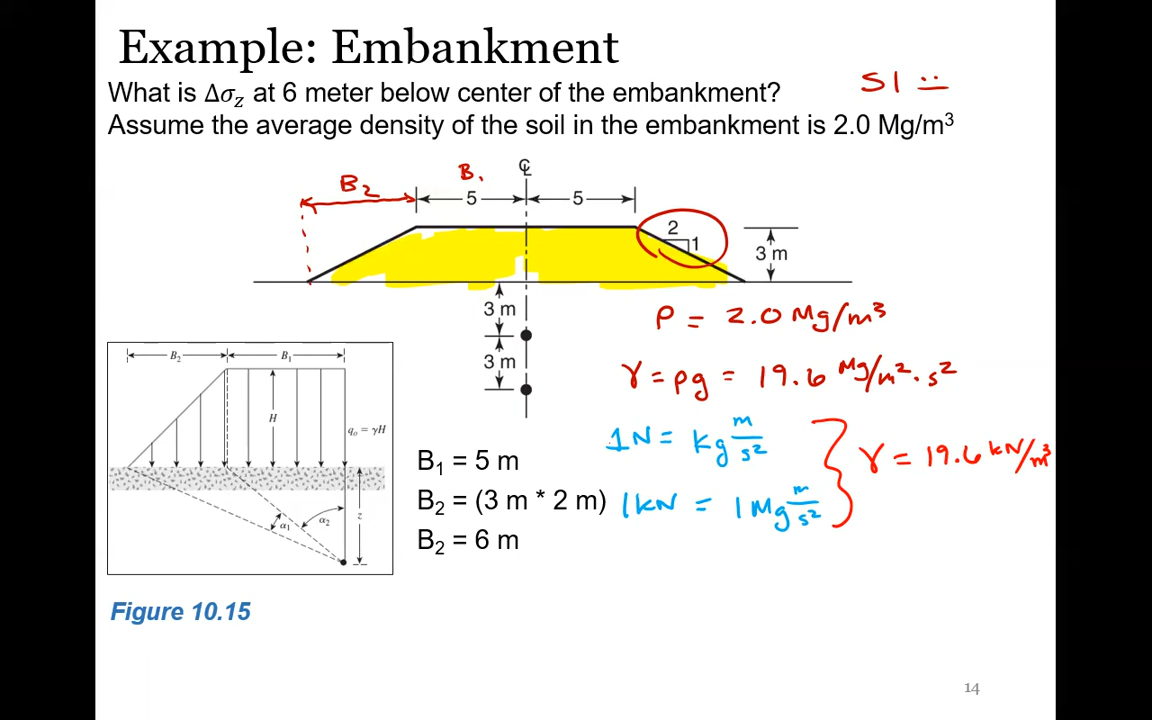 Example: Embankment
What is Δσz at 6 meter below center of the embankment?
SI
Assume the average density of the soil in the embankment is 2.0 Mg/m³
B₂
B₁
℄
5
5
2
1
3 m
3 m
3 m
ρ = 2.0 Mg/m³
γ = ρg = 19.6 Mg/m²·s²
B₂
B₁
H
qₒ = γH
α₁
α₂
z
1N = kg m/s²
1kN = 1 Mg m/s²
γ = 19.6 kN/m³
B₁ = 5 m
B₂ = (3 m * 2 m)
B₂ = 6 m
Figure 10.15
14